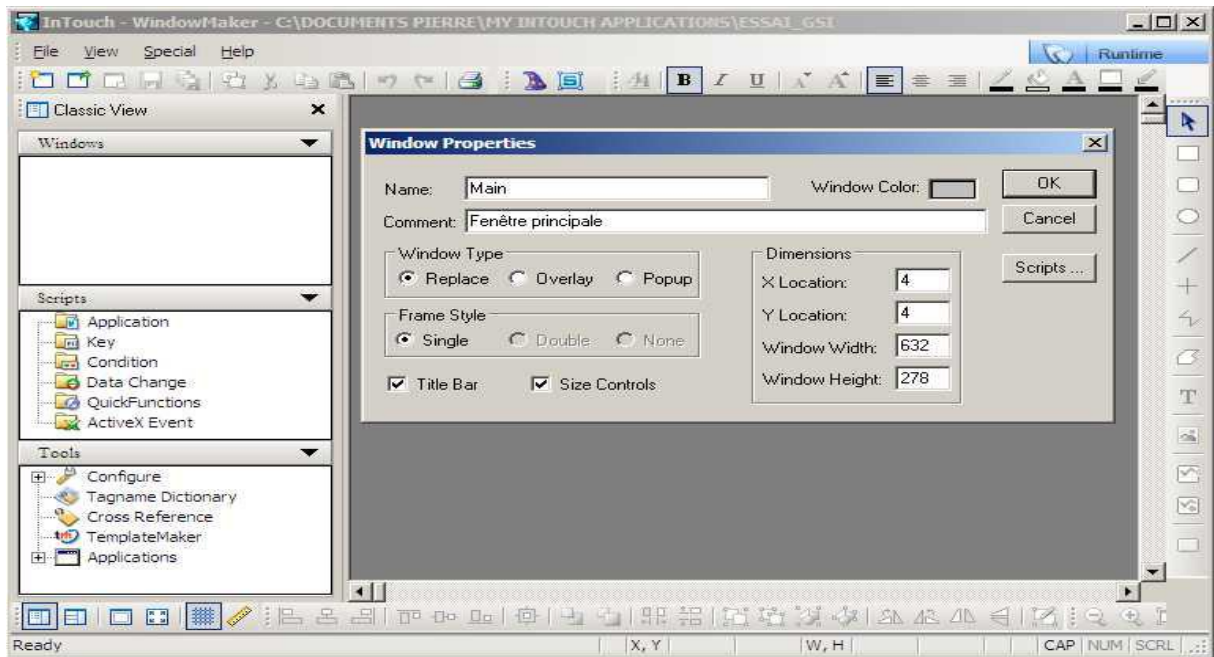 InTouch - WindowMaker - C:\DOCUMENTS PIERRE\MY INTOUCH APPLICATIONS\ESSAI_GSI
File View Special Help
Runtime
B I U A A A
Classic View
Windows
Scripts
Application
Key
Condition
Data Change
QuickFunctions
ActiveX Event
Tools
Configure
Tagname Dictionary
Cross Reference
TemplateMaker
Applications
Window Properties
Name: Main
Window Color:
OK
Comment: Fenêtre principale
Cancel
Window Type
Replace Overlay Popup
Frame Style
Single Double None
Title Bar Size Controls
Dimensions
X Location: 4
Y Location: 4
Window Width: 632
Window Height: 278
Scripts ...
T
Ready
X, Y
W, H
CAP NUM SCRL